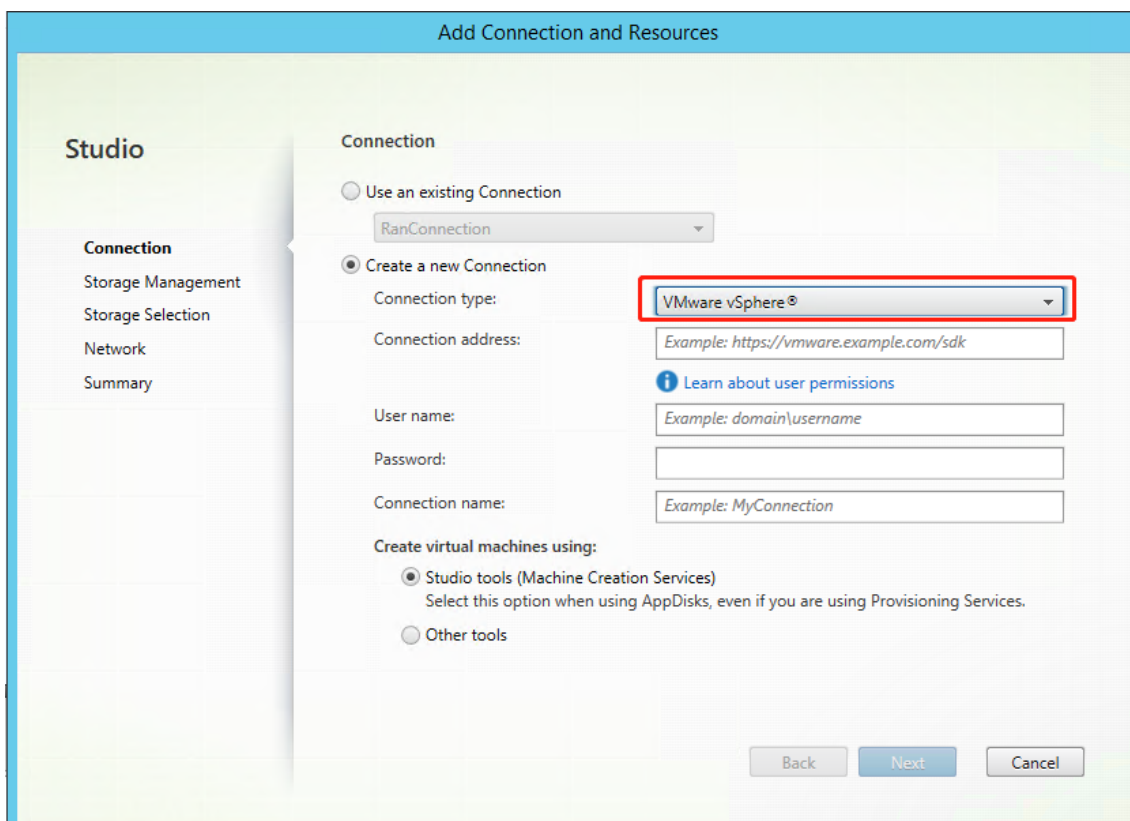 Add Connection and Resources
Studio
Connection
Storage Management
Storage Selection
Network
Summary
Connection
Use an existing Connection
RanConnection
Create a new Connection
Connection type:
VMware vSphere®
Connection address:
Example: https://vmware.example.com/sdk
Learn about user permissions
User name:
Example: domain\username
Password:
Connection name:
Example: MyConnection
Create virtual machines using:
Studio tools (Machine Creation Services)
Select this option when using AppDisks, even if you are using Provisioning Services.
Other tools
Back
Next
Cancel